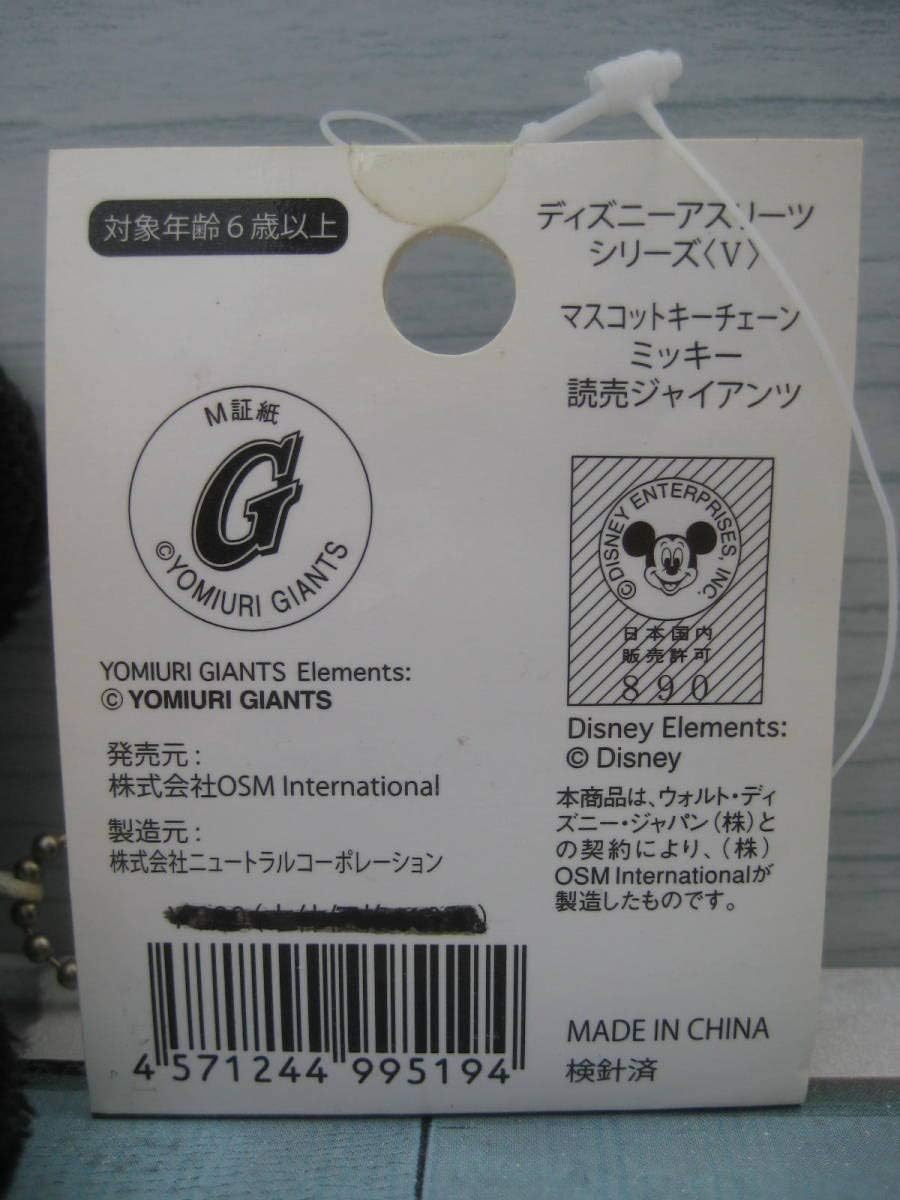 対象年齢6歳以上
ディズニーアスリーツ
シリーズ〈V〉
マスコットキーチェーン
ミッキー
読売ジャイアンツ
M証紙
G
©YOMIURI GIANTS
YOMIURI GIANTS Elements:
© YOMIURI GIANTS
発売元:
株式会社OSM International
製造元:
株式会社ニュートラルコーポレーション
4 571244 995194
©DISNEY ENTERPRISES, INC.
日本国内
販売許可
890
Disney Elements:
© Disney
本商品は、ウォルト・ディ
ズニー・ジャパン(株)と
の契約により、(株)
OSM Internationalが
製造したものです。
MADE IN CHINA
検針済